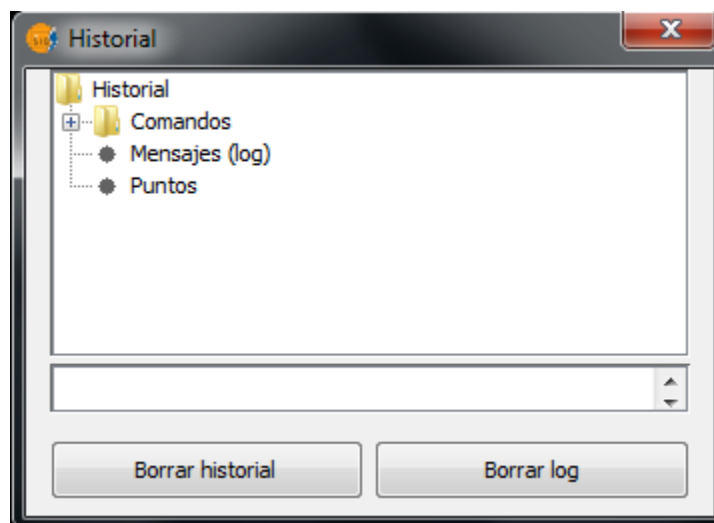 Historial
Historial
Comandos
Mensajes (log)
Puntos
Borrar historial
Borrar log